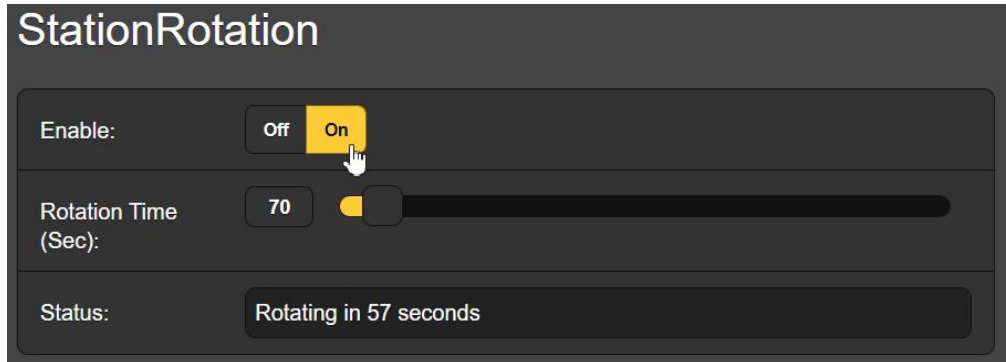 StationRotation
Enable:
Off On
Rotation Time
(Sec):
70
Status:
Rotating in 57 seconds